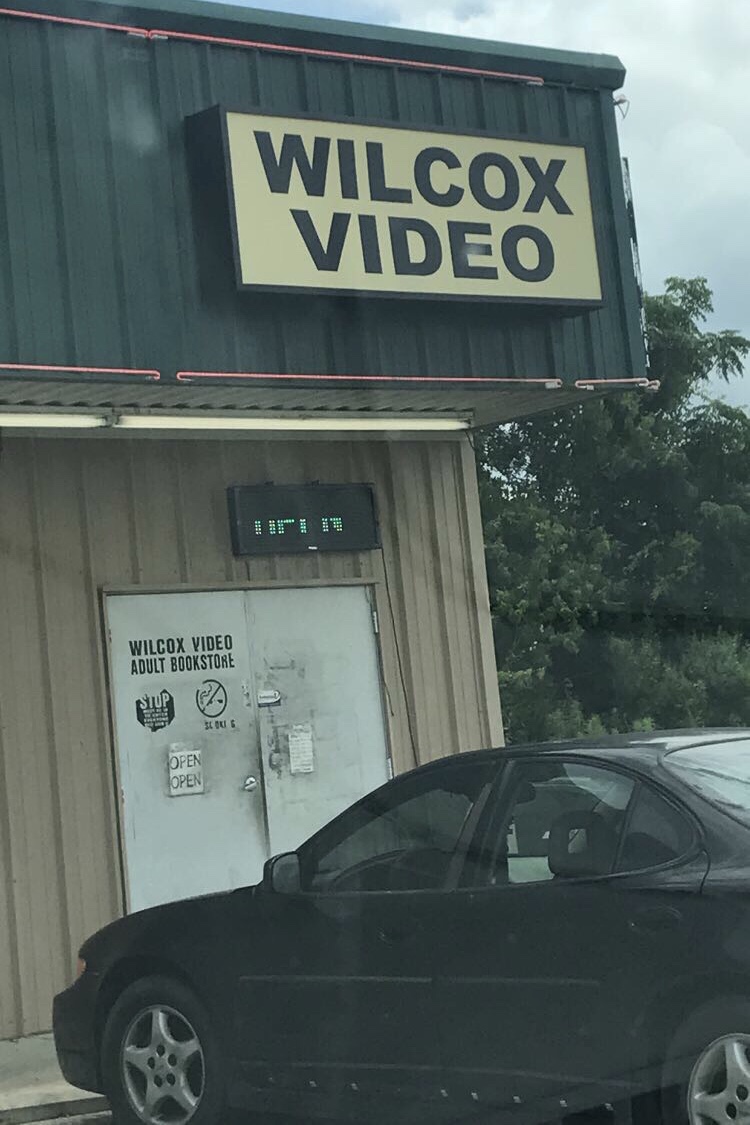 WILCOX
VIDEO
WILCOX VIDEO
ADULT BOOKSTORE
STOP
OPEN
OPEN